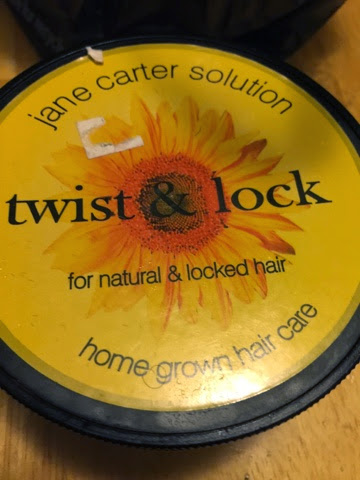 jane carter solution
twist & lock
for natural & locked hair
home grown hair care